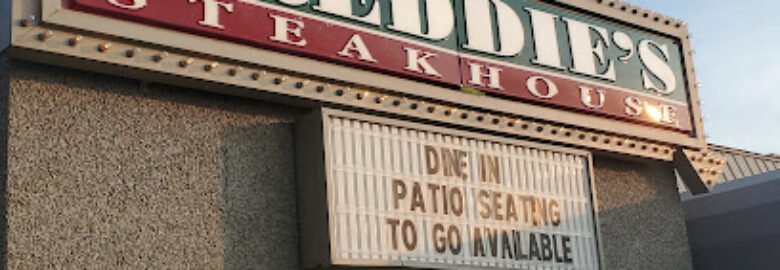 EDDIE'S
STEAKHOUSE
DINE IN
PATIO SEATING
TO GO AVAILABLE